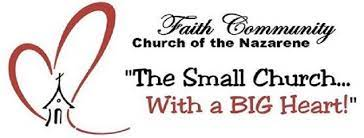 Faith Community
Church of the Nazarene
"The Small Church...
With a BIG Heart!"